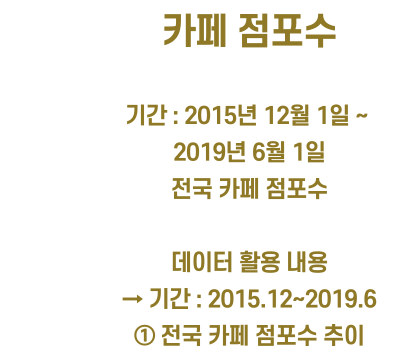 카페 점포수
기간 : 2015년 12월 1일 ~
2019년 6월 1일
전국 카페 점포수
데이터 활용 내용
→ 기간 : 2015.12~2019.6
① 전국 카페 점포수 추이